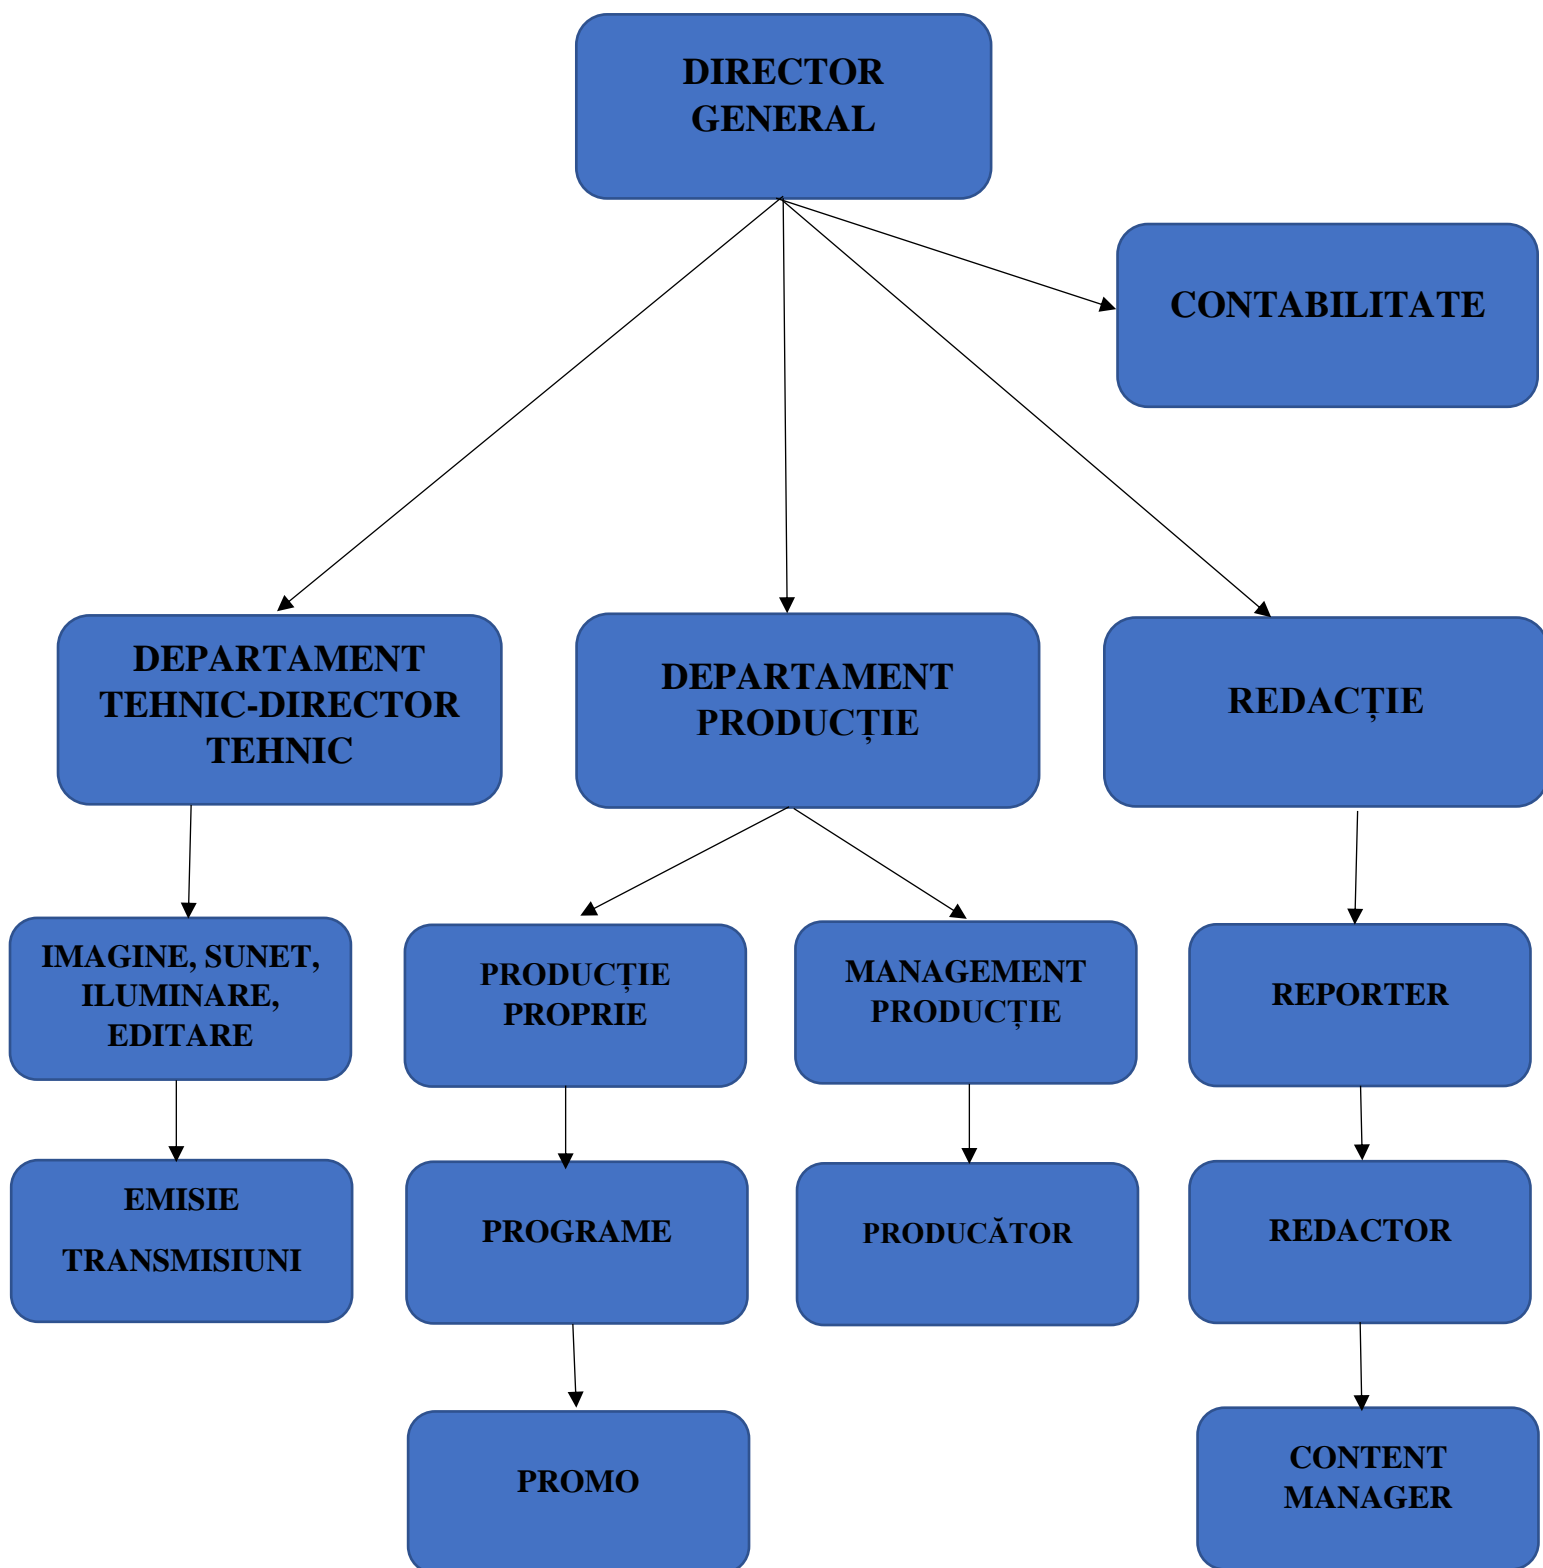 DIRECTOR
GENERAL
CONTABILITATE
DEPARTAMENT
TEHNIC-DIRECTOR
TEHNIC
DEPARTAMENT
PRODUCȚIE
REDACȚIE
IMAGINE, SUNET,
ILUMINARE,
EDITARE
PRODUCȚIE
PROPRIE
MANAGEMENT
PRODUCȚIE
REPORTER
EMISIE
TRANSMISIUNI
PROGRAME
PRODUCĂTOR
REDACTOR
PROMO
CONTENT
MANAGER